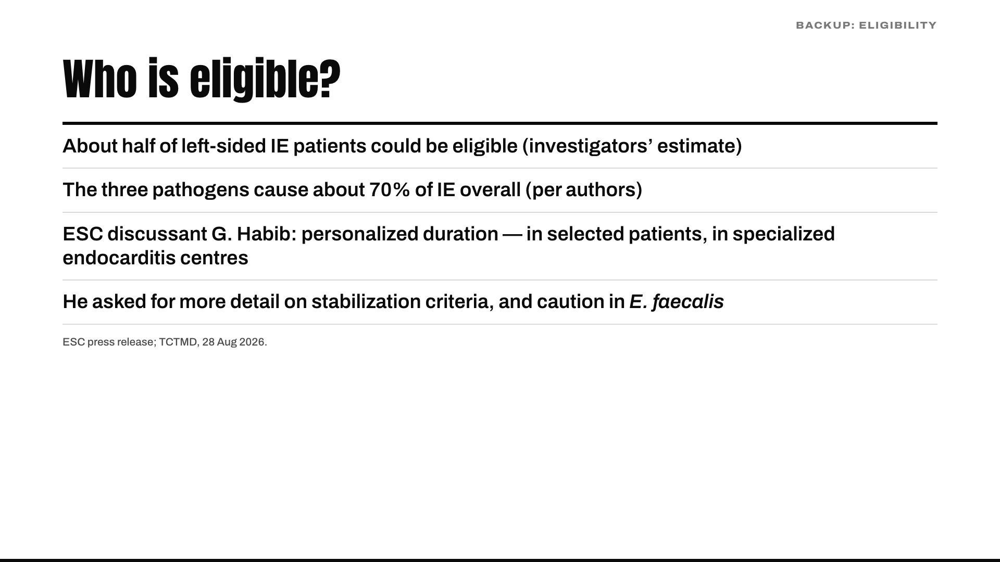 BACKUP: ELIGIBILITY
Who is eligible?
About half of left-sided IE patients could be eligible (investigators’ estimate)
The three pathogens cause about 70% of IE overall (per authors)
ESC discussant G. Habib: personalized duration — in selected patients, in specialized
endocarditis centres
He asked for more detail on stabilization criteria, and caution in E. faecalis
ESC press release; TCTMD, 28 Aug 2026.